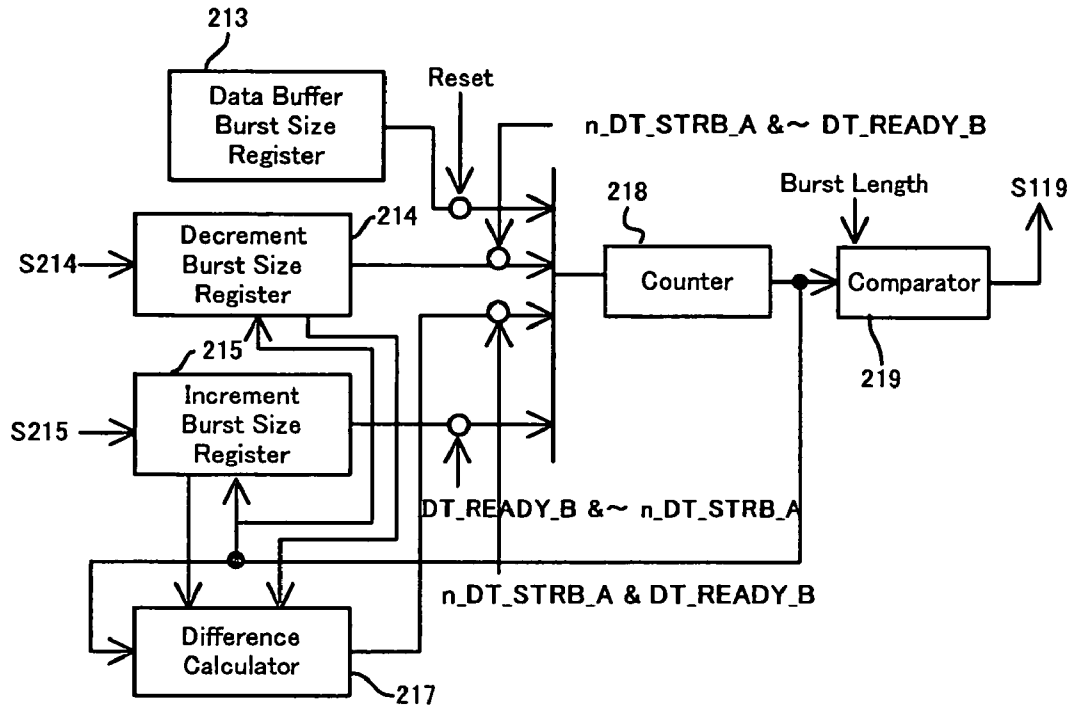 213
Reset
Data Buffer
Burst Size
Register
n_DT_STRB_A &~ DT_READY_B
Burst Length
S119
218
214
Decrement
Burst Size
Register
S214
Counter
Comparator
219
215
Increment
Burst Size
Register
S215
DT_READY_B &~ n_DT_STRB_A
n_DT_STRB_A & DT_READY_B
Difference
Calculator
217